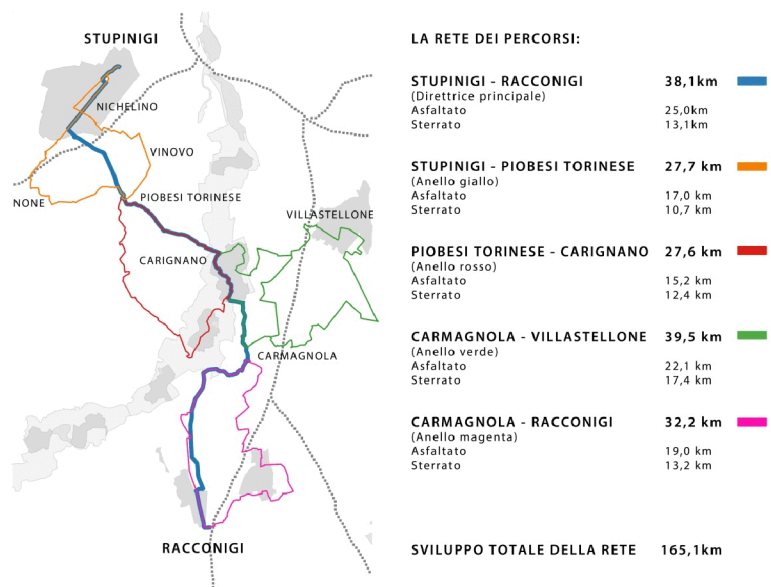 STUPINIGI
NICHELINO
VINOVO
NONE
PIOBESI TORINESE
VILLASTELLONE
CARIGNANO
CARMAGNOLA
RACCONIGI
LA RETE DEI PERCORSI:
STUPINIGI - RACCONIGI 38,1km
(Direttrice principale)
Asfaltato 25,0km
Sterrato 13,1km
STUPINIGI - PIOBESI TORINESE 27,7 km
(Anello giallo)
Asfaltato 17,0 km
Sterrato 10,7 km
PIOBESI TORINESE - CARIGNANO 27,6 km
(Anello rosso)
Asfaltato 15,2 km
Sterrato 12,4 km
CARMAGNOLA - VILLASTELLONE 39,5 km
(Anello verde)
Asfaltato 22,1 km
Sterrato 17,4 km
CARMAGNOLA - RACCONIGI 32,2 km
(Anello magenta)
Asfaltato 19,0 km
Sterrato 13,2 km
SVILUPPO TOTALE DELLA RETE 165,1km